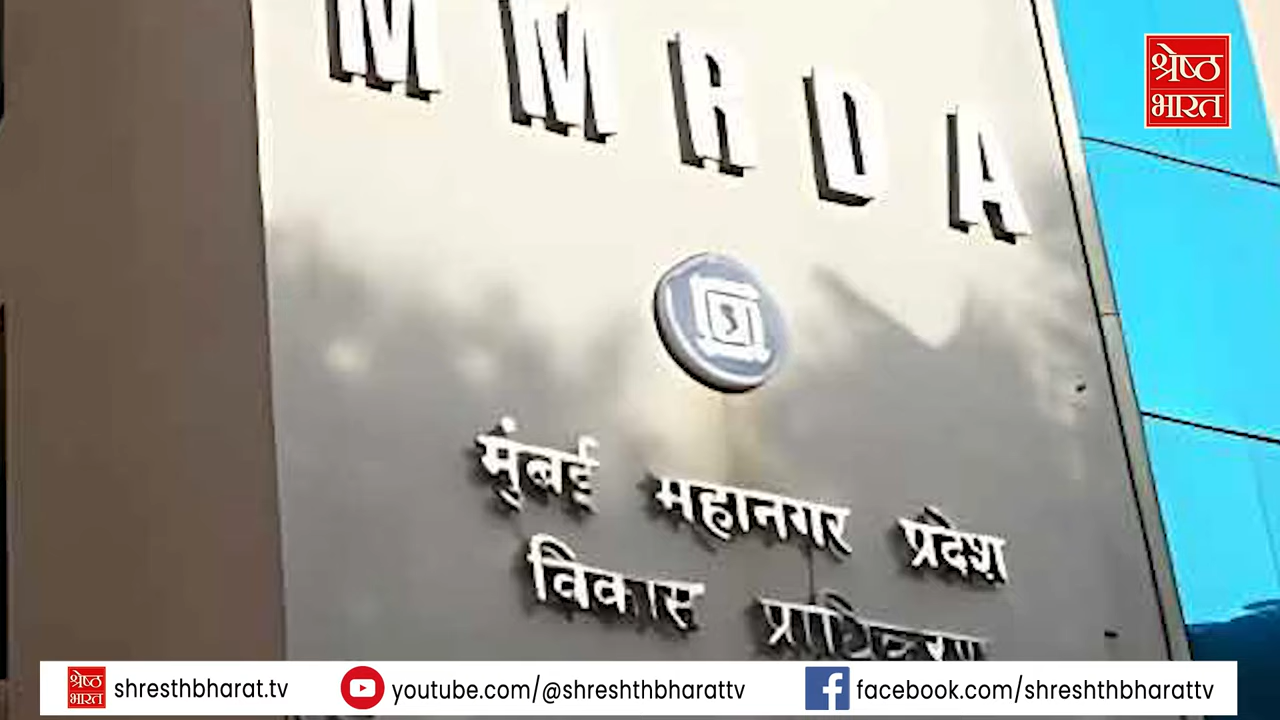 MMRDA
श्रेष्ठ
भारत
मुंबई महानगर प्रदेश
विकास प्राधिकरण
श्रेष्ठ
भारत
shresthbharat.tv
youtube.com/@shreshthbharattv
facebook.com/shreshthbharattv